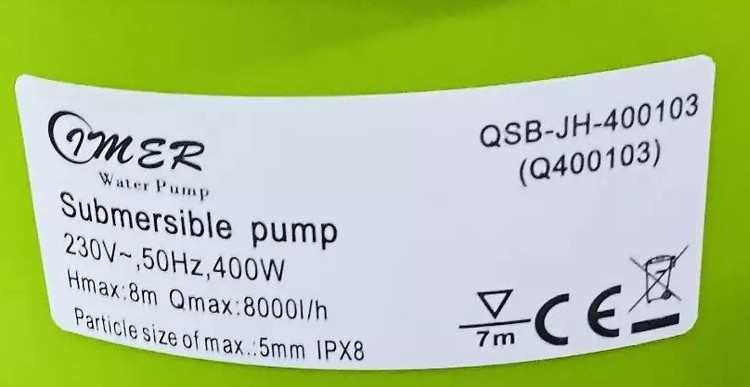 CIMER
Water Pump
Submersible pump
230V~,50Hz,400W
Hmax:8m Qmax:8000l/h
Particle size of max.:5mm IPX8
QSB-JH-400103
(Q400103)
7m
CE